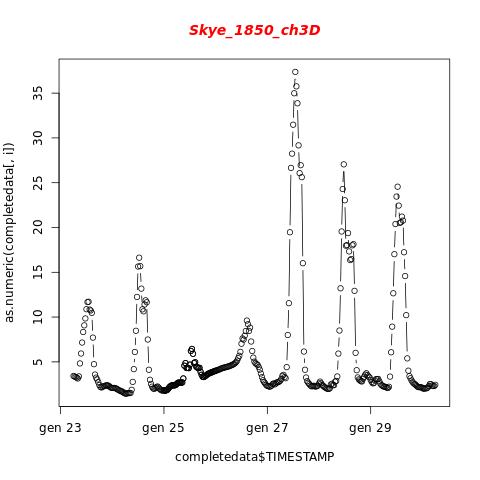 Skye_1850_ch3D
as.numeric(completedata[, i])
35
30
25
20
15
10
5
gen 23
gen 25
gen 27
gen 29
completedata$TIMESTAMP